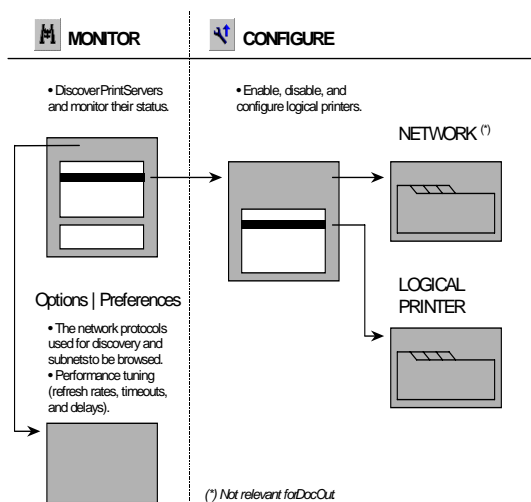 MONITOR
CONFIGURE
• DiscoverPrintServers
and monitor their status.
• Enable, disable, and
configure logical printers.
NETWORK (*)
Options | Preferences
• The network protocols
used for discovery and
subnetsto be browsed.
• Performance tuning
(refresh rates, timeouts,
and delays).
LOGICAL
PRINTER
(*) Not relevant forDocOut